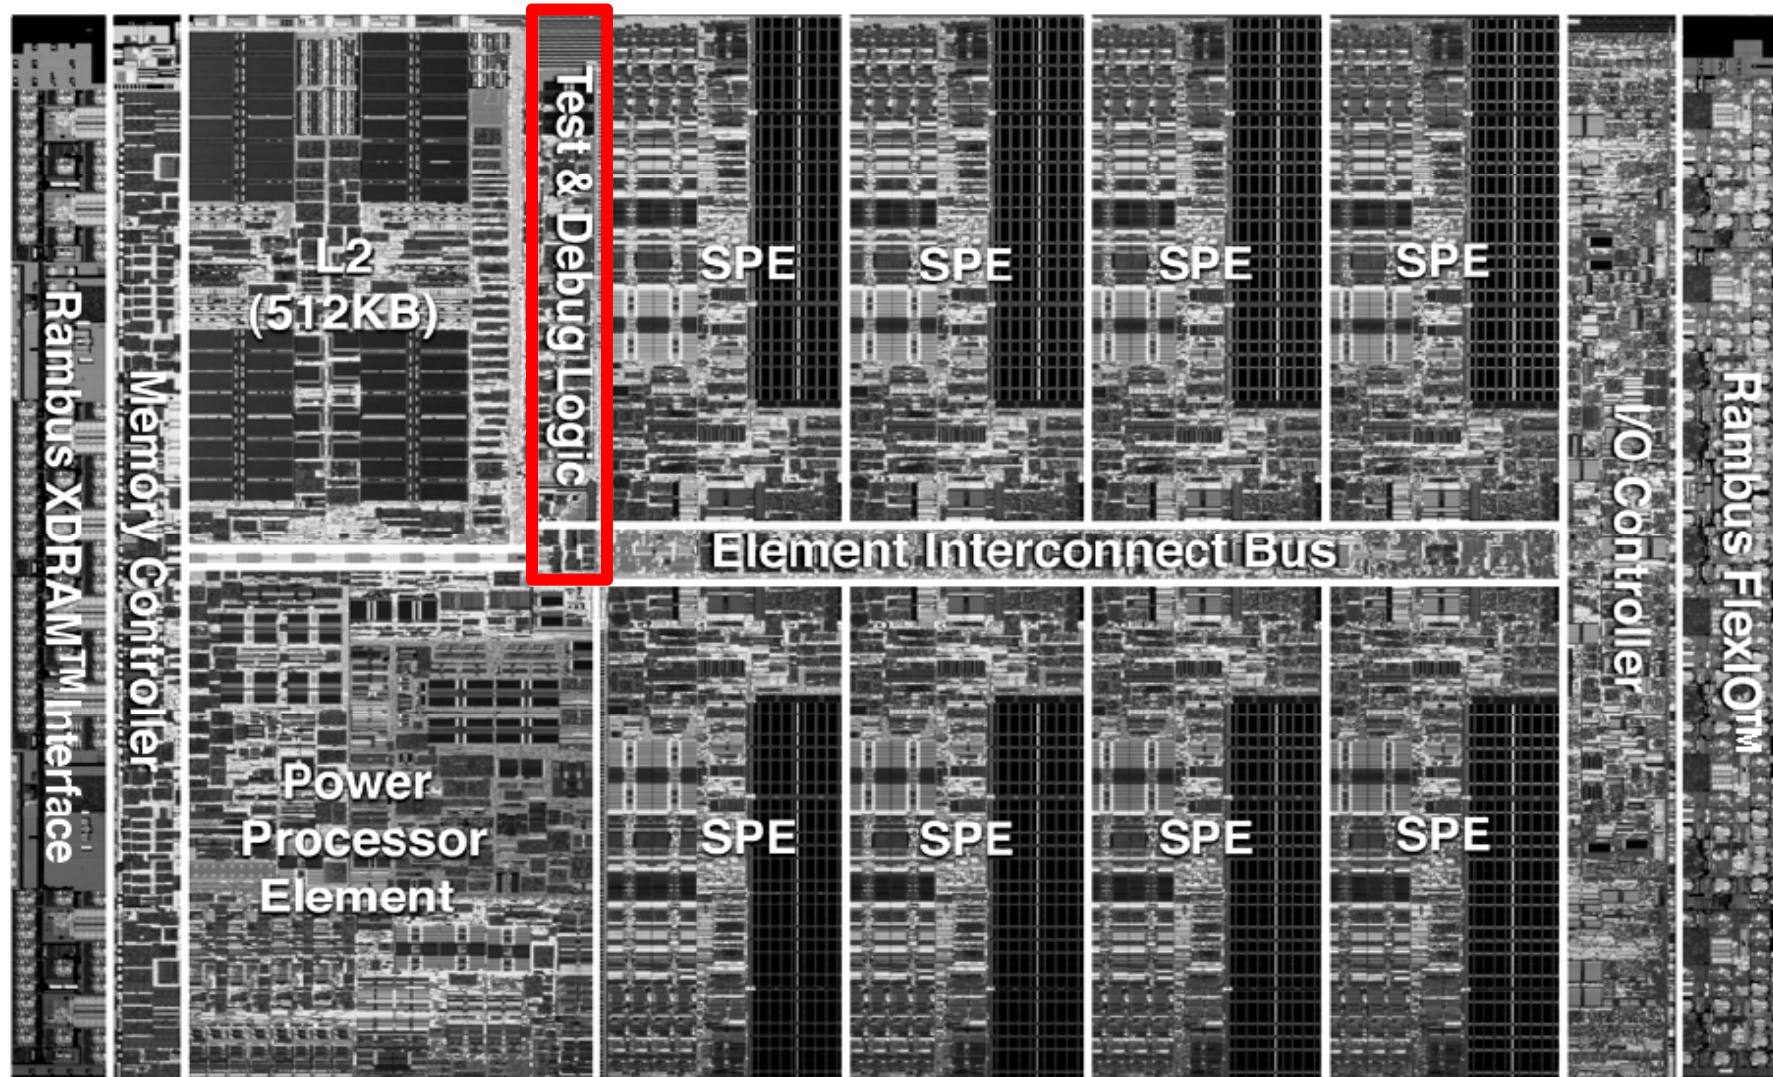 Rambus XDRAM™ Interface
Memory Controller
L2
(512KB)
Test & Debug Logic
SPE
SPE
SPE
SPE
Element Interconnect Bus
Power
Processor
Element
SPE
SPE
SPE
SPE
I/O Controller
Rambus FlexIO™